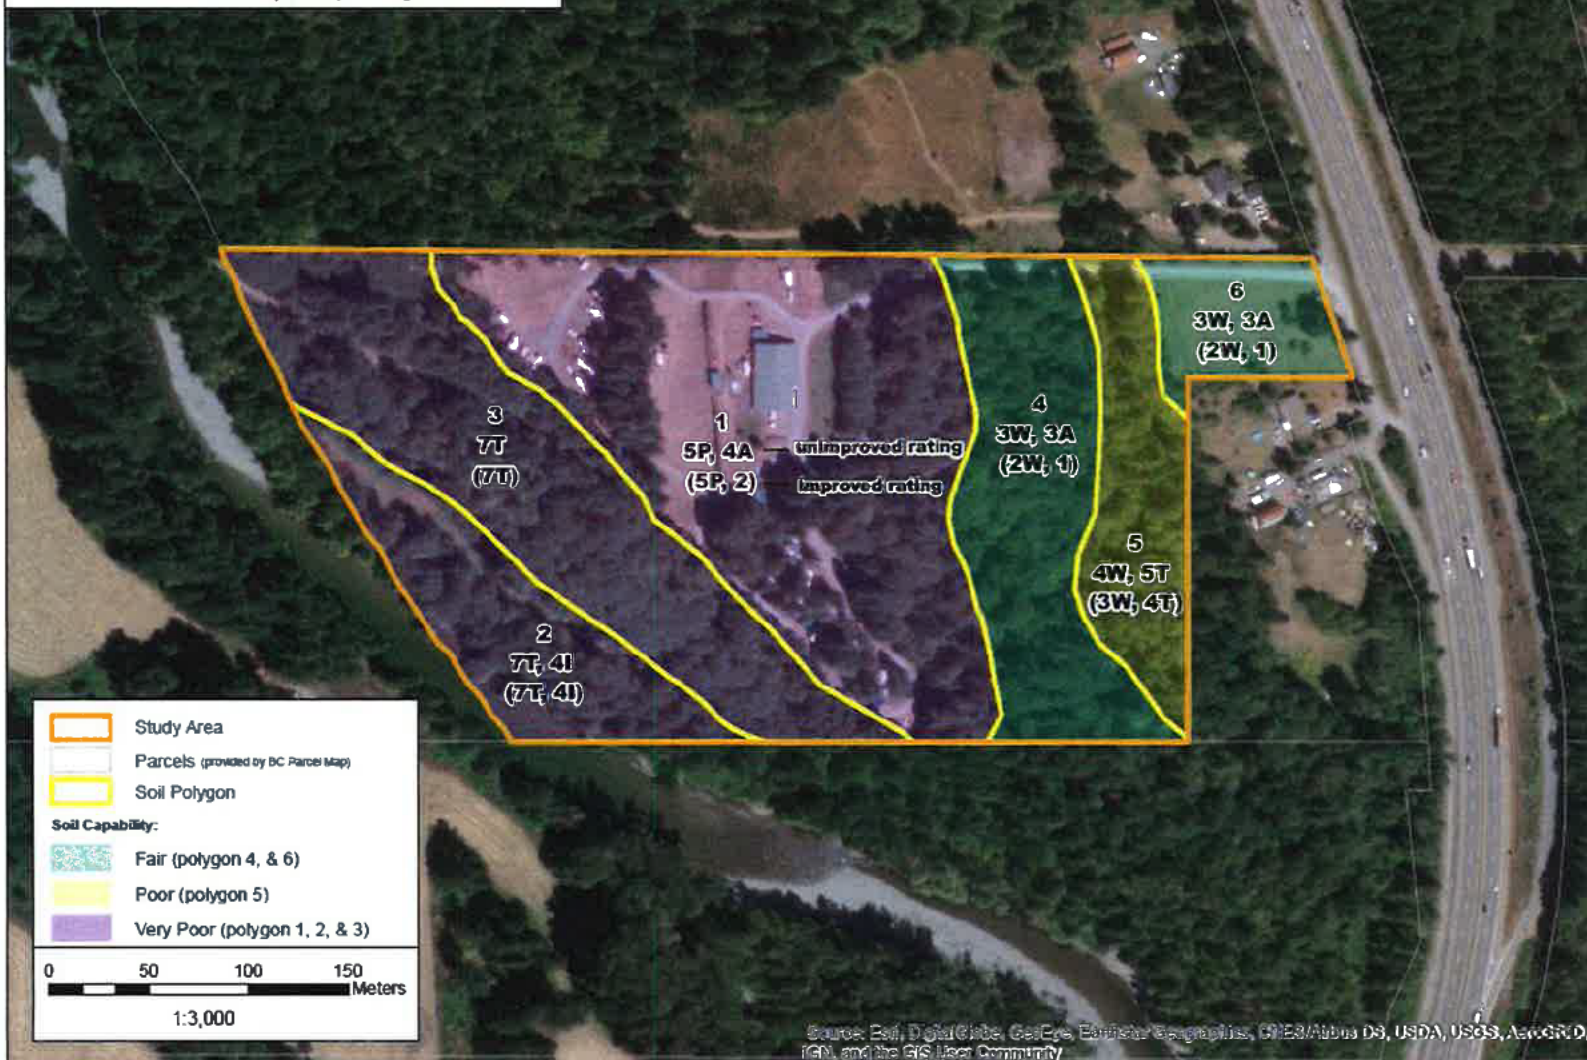 6
3W, 3A
(2W, 1)
4
3W, 3A
(2W, 1)
3
7T
(7T)
1
5P, 4A → unimproved rating
(5P, 2) improved rating
5
4W, 5T
(3W, 4T)
2
7T, 4I
(7T, 4I)
Study Area
Parcels (provided by BC Parcel Map)
Soil Polygon
Soil Capability:
Fair (polygon 4, & 6)
Poor (polygon 5)
Very Poor (polygon 1, 2, & 3)
0 50 100 150
Meters
1:3,000
Source: Esri, DigitalGlobe, GeoEye, Earthstar Geographics, CNES/Airbus DS, USDA, USGS, AeroGRID,
IGN, and the GIS User Community